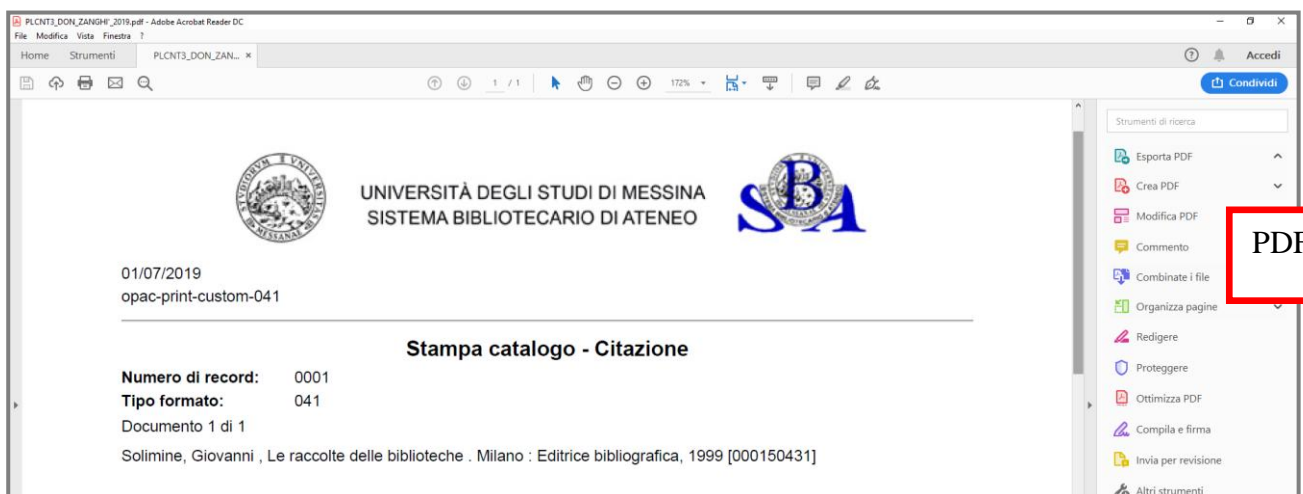 PLCNT3_DON_ZANGHI'_2019.pdf - Adobe Acrobat Reader DC
File Modifica Vista Finestra ?
Home Strumenti PLCNT3_DON_ZAN... × Accedi
1 / 1 172% Condividi
Strumenti di ricerca
Esporta PDF
Crea PDF
Modifica PDF
Commento
Combinate i file
Organizza pagine
Redigere
Proteggere
Ottimizza PDF
Compila e firma
Invia per revisione
Altri strumenti
PDF
UNIVERSITÀ DEGLI STUDI DI MESSINA
SISTEMA BIBLIOTECARIO DI ATENEO
SBA
01/07/2019
opac-print-custom-041
Stampa catalogo - Citazione
Numero di record: 0001
Tipo formato: 041
Documento 1 di 1
Solimine, Giovanni , Le raccolte delle biblioteche . Milano : Editrice bibliografica, 1999 [000150431]